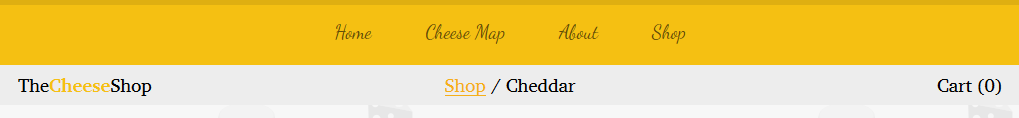 Home Cheese Map About Shop
TheCheeseShop Shop / Cheddar Cart (0)